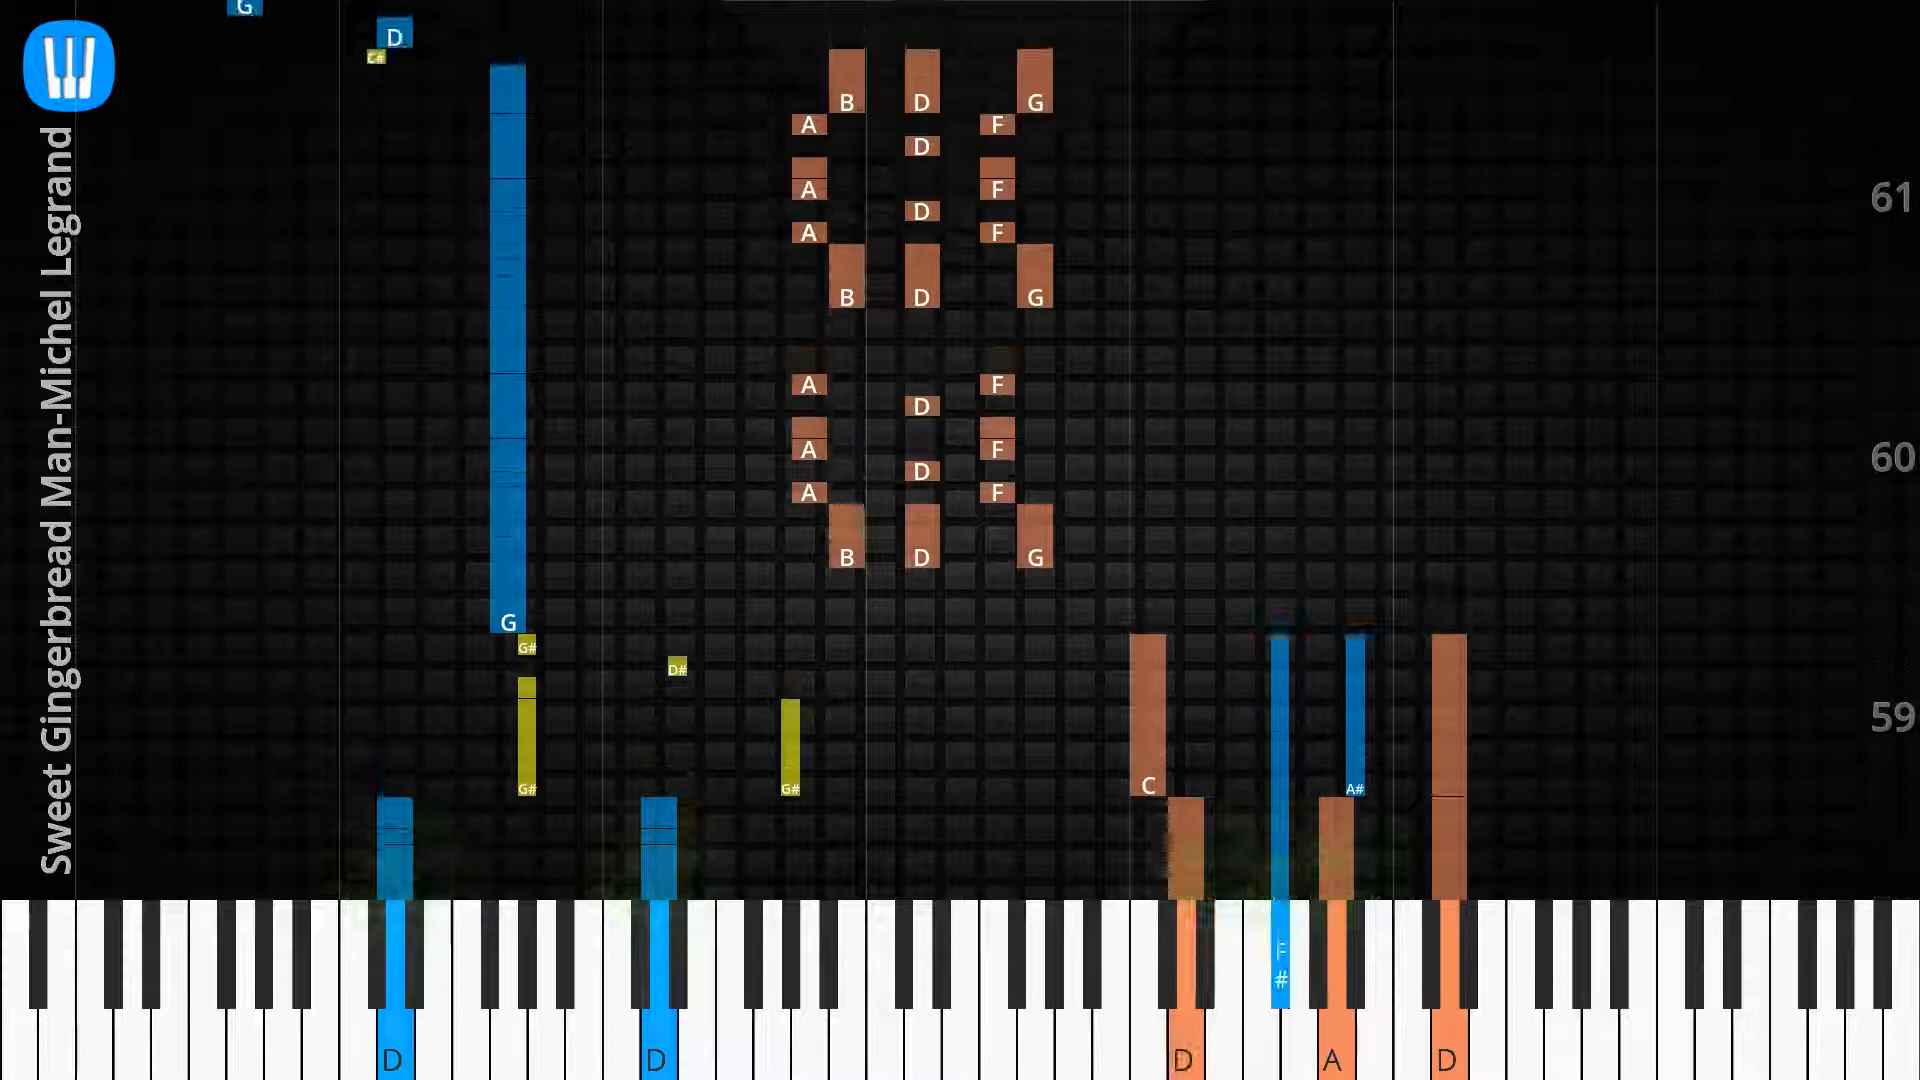 G
D
C#
B D G
A F
D
A F
D
A F
B D G
A F
D
A F
D
A F
B D G
G
G#
D#
G# G# C A#
61
60
59
Sweet Gingerbread Man-Michel Legrand
F
#
D D D A D